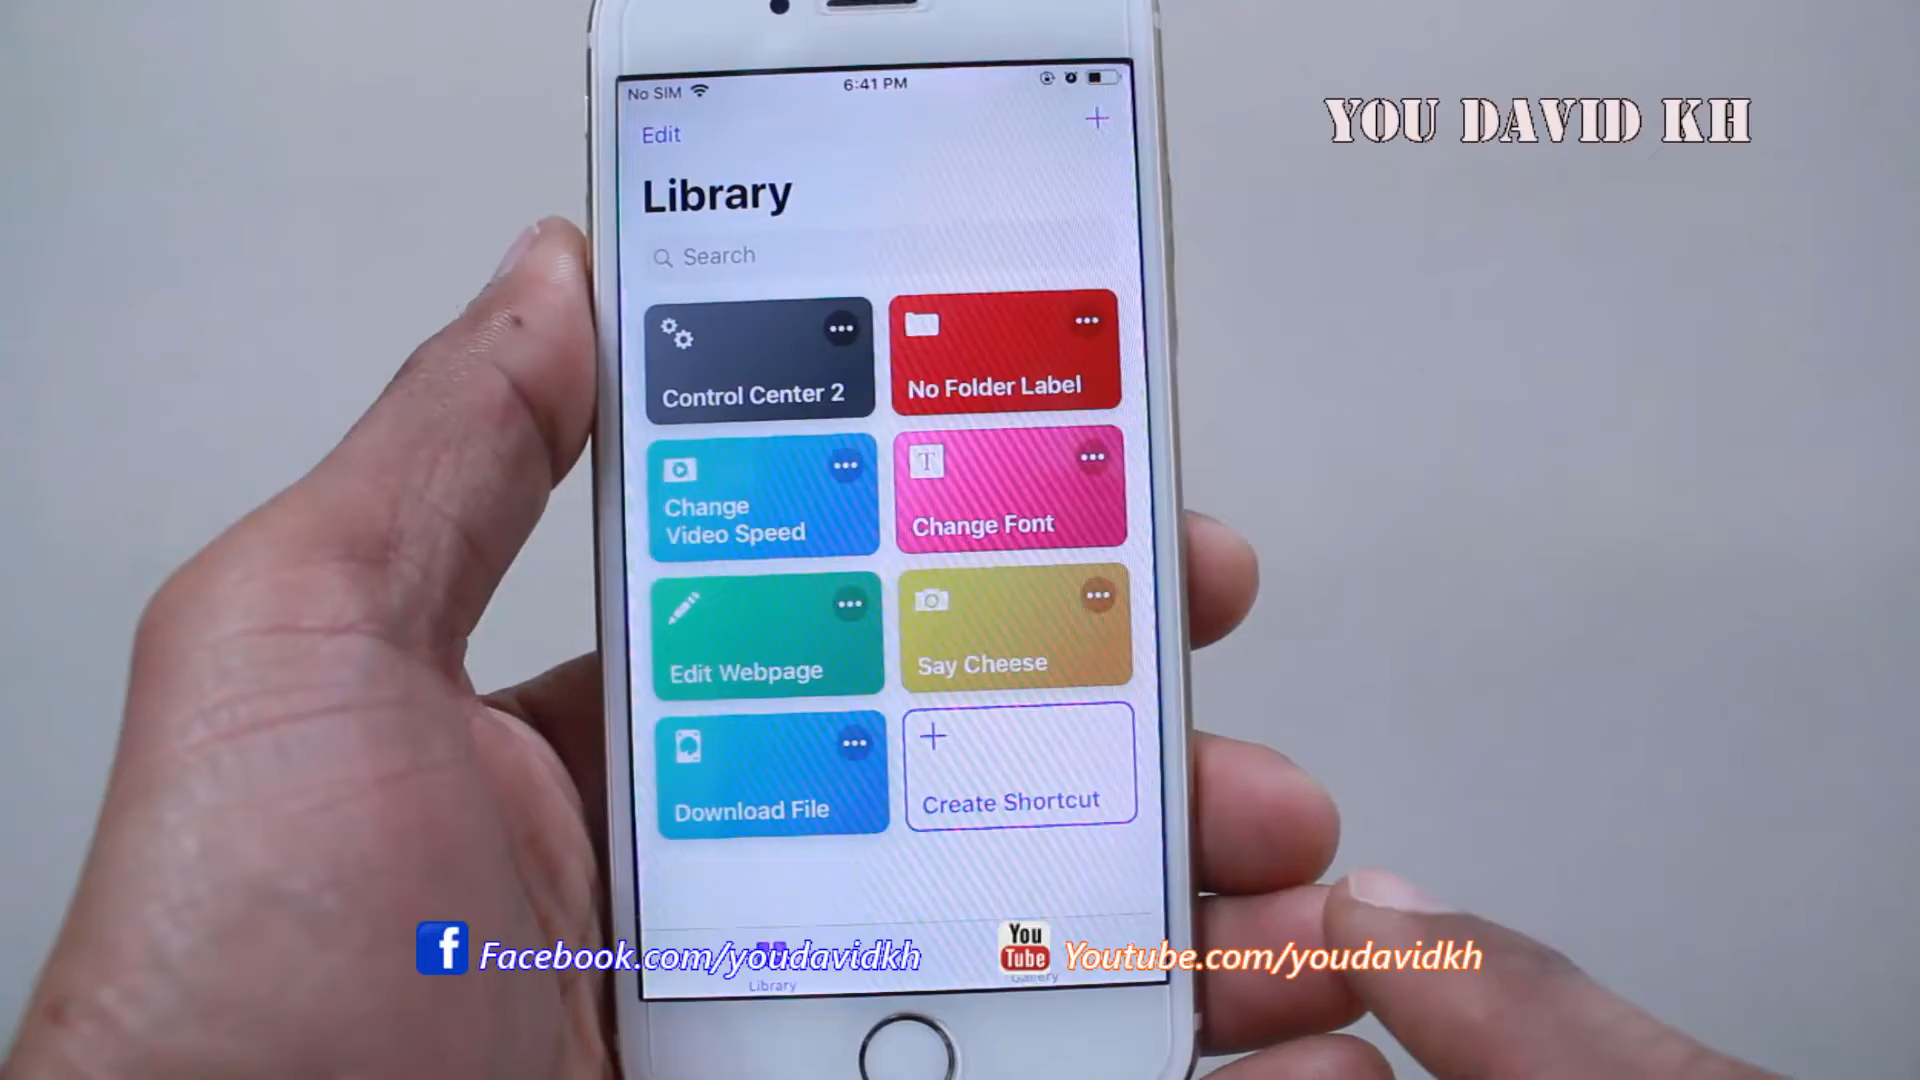 No SIM
6:41 PM
YOU DAVID KH
Edit
Library
Search
Control Center 2
No Folder Label
Change
Video Speed
T
Change Font
Edit Webpage
Say Cheese
Download File
Create Shortcut
f Facebook.com/youdavidkh
You
Tube
Youtube.com/youdavidkh
Library
Gallery